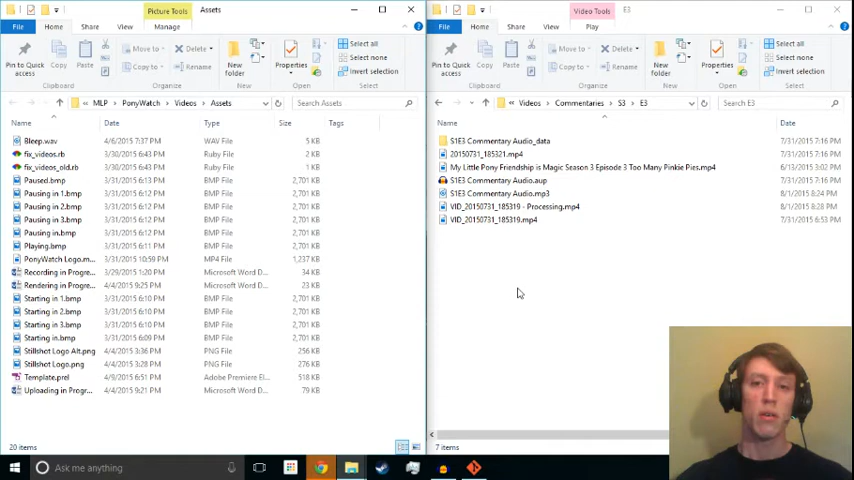 Picture Tools
Assets
File
Home
Share
View
Manage
Pin to Quick access
Copy
Paste
Move to
Copy to
Delete
Rename
Organize
New folder
Properties
Open
Select all
Select none
Invert selection
Select
MLP > PonyWatch > Videos > Assets
Search Assets
Name Date Type Size Tags
Bleep.wav 4/6/2015 7:37 PM WAV File 5 KB
fix_videos.rb 3/30/2015 6:43 PM Ruby File 2 KB
fix_videos_old.rb 3/30/2015 6:43 PM Ruby File 2 KB
Paused.bmp 3/31/2015 6:13 PM BMP File 2,701 KB
Pausing in 1.bmp 3/31/2015 6:12 PM BMP File 2,701 KB
Pausing in 2.bmp 3/31/2015 6:12 PM BMP File 2,701 KB
Pausing in 3.bmp 3/31/2015 6:12 PM BMP File 2,701 KB
Pausing in.bmp 3/31/2015 6:12 PM BMP File 2,701 KB
Playing.bmp 3/31/2015 6:11 PM BMP File 2,701 KB
PonyWatch Logo.m... 3/31/2015 10:59 PM MP4 File 1,237 KB
Recording in Progre... 3/29/2015 1:20 PM Microsoft Word D... 34 KB
Rendering in Progre... 4/4/2015 9:25 PM Microsoft Word D... 23 KB
Starting in 1.bmp 3/31/2015 6:10 PM BMP File 2,701 KB
Starting in 2.bmp 3/31/2015 6:10 PM BMP File 2,701 KB
Starting in 3.bmp 3/31/2015 6:10 PM BMP File 2,701 KB
Starting in.bmp 3/31/2015 6:09 PM BMP File 2,701 KB
Stillshot Logo Alt.png 4/4/2015 3:36 PM PNG File 256 KB
Stillshot Logo.png 4/4/2015 3:28 PM PNG File 276 KB
Template.prel 4/9/2015 6:51 PM Adobe Premiere El... 518 KB
Uploading in Progr... 4/4/2015 9:21 PM Microsoft Word D... 79 KB
20 items
Video Tools
E3
File
Home
Share
View
Play
Pin to Quick access
Copy
Paste
Move to
Copy to
Delete
Rename
Organize
New folder
Properties
Open
Select all
Select none
Invert selection
Select
Videos > Commentaries > S3 > E3
Search E3
Name Date
S1E3 Commentary Audio_data 7/31/2015 7:16 PM
20150731_185321.mp4 7/31/2015 7:15 PM
My Little Pony Friendship is Magic Season 3 Episode 3 Too Many Pinkie Pies.mp4 6/13/2015 3:02 PM
S1E3 Commentary Audio.aup 7/31/2015 7:16 PM
S1E3 Commentary Audio.mp3 8/1/2015 8:24 PM
VID_20150731_185319 - Processing.mp4 8/1/2015 8:28 PM
VID_20150731_185319.mp4 7/31/2015 6:53 PM
7 items
Ask me anything